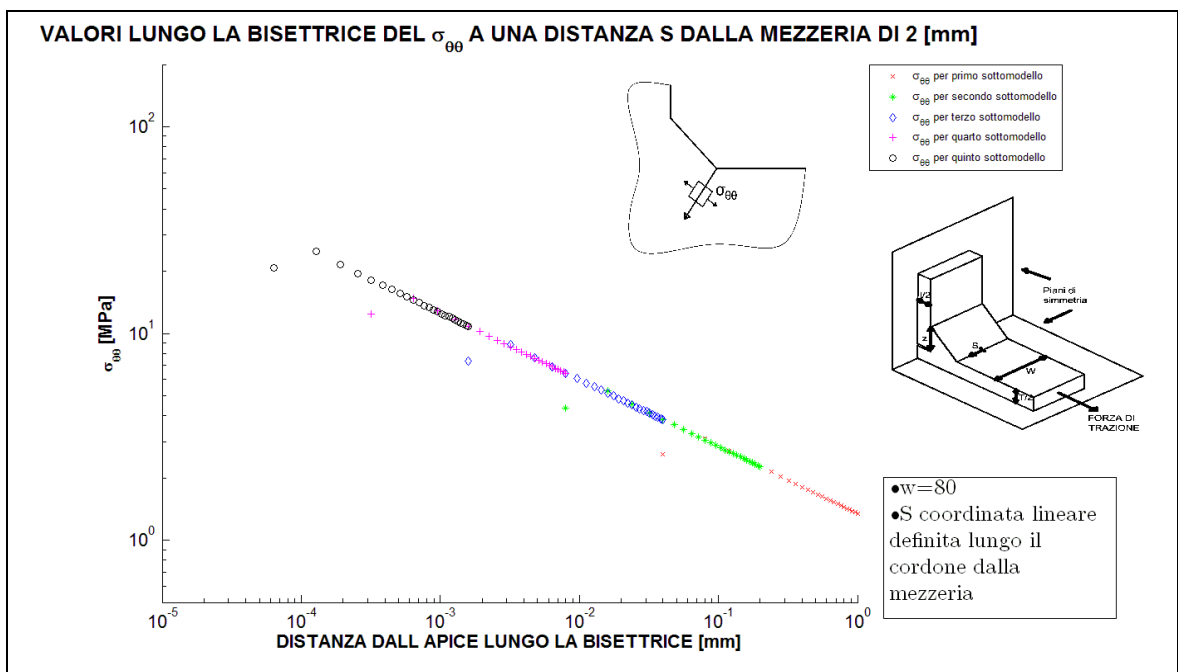 VALORI LUNGO LA BISETTRICE DEL σθθ A UNA DISTANZA S DALLA MEZZERIA DI 2 [mm]
σθθ per primo sottomodello
σθθ per secondo sottomodello
σθθ per terzo sottomodello
σθθ per quarto sottomodello
σθθ per quinto sottomodello
σθθ
10²
10¹
10⁰
σθθ [MPa]
10⁻⁵
10⁻⁴
10⁻³
10⁻²
10⁻¹
10⁰
DISTANZA DALL APICE LUNGO LA BISETTRICE [mm]
Piani di
simmetria
z
S
W
FORZA DI
TRAZIONE
●w=80
●S coordinata lineare
definita lungo il
cordone dalla
mezzeria